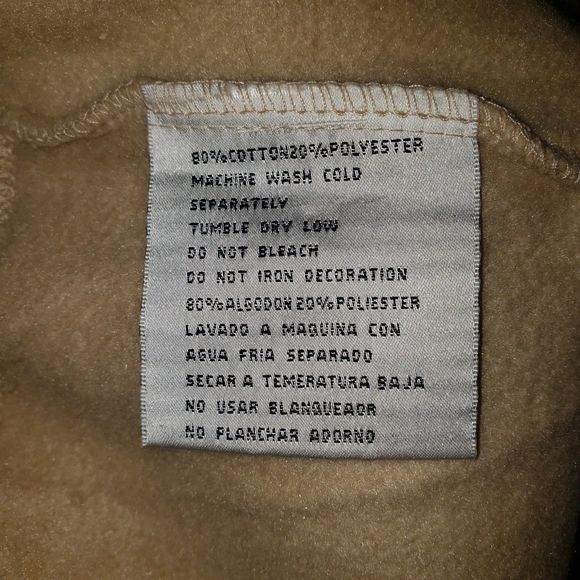 80%COTTON20%POLYESTER
MACHINE WASH COLD
SEPARATELY
TUMBLE DRY LOW
DO NOT BLEACH
DO NOT IRON DECORATION
80%ALGODON20%POLIESTER
LAVADO A MAQUINA CON
AGUA FRIA SEPARADO
SECAR A TEMERATURA BAJA
NO USAR BLANQUEADOR
NO PLANCHAR ADORNO